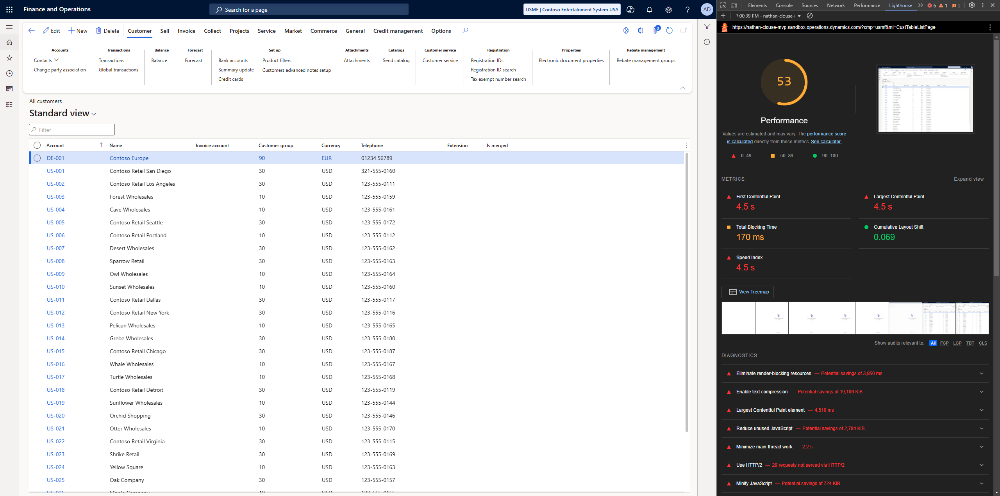 Finance and Operations
Search for a page
USMF | Contoso Entertainment System USA
AD
Edit
New
Delete
Customer
Sell
Invoice
Collect
Projects
Service
Market
Commerce
General
Credit management
Options
0
Accounts
Contacts
Change party association
Transactions
Transactions
Global transactions
Balance
Balance
Forecast
Forecast
Set up
Bank accounts
Summary update
Credit cards
Product filters
Customers advanced notes setup
Attachments
Attachments
Catalogs
Send catalog
Customer service
Customer service
Registration
Registration IDs
Registration ID search
Tax exempt number search
Properties
Electronic document properties
Rebate management
Rebate management groups
All customers
Standard view
Filter
Account Name Invoice account Customer group Currency Telephone Extension Is merged
DE-001 Contoso Europe 90 EUR 01234 56789
US-001 Contoso Retail San Diego 30 USD 321-555-0160
US-002 Contoso Retail Los Angeles 30 USD 123-555-0111
US-003 Forest Wholesales 10 USD 123-555-0159
US-004 Cave Wholesales 10 USD 123-555-0161
US-005 Contoso Retail Seattle 30 USD 123-555-0172
US-006 Contoso Retail Portland 10 USD 123-555-0112
US-007 Desert Wholesales 30 USD 123-555-0162
US-008 Sparrow Retail 30 USD 123-555-0163
US-009 Owl Wholesales 10 USD 123-555-0164
US-010 Sunset Wholesales 10 USD 123-555-0160
US-011 Contoso Retail Dallas 30 USD 123-555-0117
US-012 Contoso Retail New York 30 USD 123-555-0116
US-013 Pelican Wholesales 10 USD 123-555-0165
US-014 Grebe Wholesales 30 USD 123-555-0180
US-015 Contoso Retail Chicago 30 USD 123-555-0187
US-016 Whale Wholesales 10 USD 123-555-0167
US-017 Turtle Wholesales 10 USD 123-555-0168
US-018 Contoso Retail Detroit 30 USD 123-555-0119
US-019 Sunflower Wholesales 10 USD 123-555-0144
US-020 Orchid Shopping 30 USD 123-555-0146
US-021 Otter Wholesales 10 USD 123-555-0170
US-022 Contoso Retail Virginia 30 USD 123-555-0115
US-023 Shrike Retail 30 USD 123-555-0169
US-024 Yellow Square 10 USD 123-555-0163
US-025 Oak Company 30 USD 123-555-0157
Elements
Console
Sources
Network
Performance
Lighthouse
6
1
1
7:00:39 PM - nathan-clouse-
https://nathan-clouse-mvp.sandbox.operations.dynamics.com/?cmp=usmf&mi=CustTableListPage
53
Performance
Values are estimated and may vary. The performance score
is calculated directly from these metrics. See calculator.
0–49
50–89
90–100
METRICS
Expand view
First Contentful Paint
4.5 s
Largest Contentful Paint
4.5 s
Total Blocking Time
170 ms
Cumulative Layout Shift
0.069
Speed Index
4.5 s
View Treemap
Show audits relevant to: All FCP LCP TBT CLS
DIAGNOSTICS
Eliminate render-blocking resources — Potential savings of 3,950 ms
Enable text compression — Potential savings of 19,106 KiB
Largest Contentful Paint element — 4,510 ms
Reduce unused JavaScript — Potential savings of 2,784 KiB
Minimize main-thread work — 2.2 s
Use HTTP/2 — 29 requests not served via HTTP/2
Minify JavaScript — Potential savings of 724 KiB